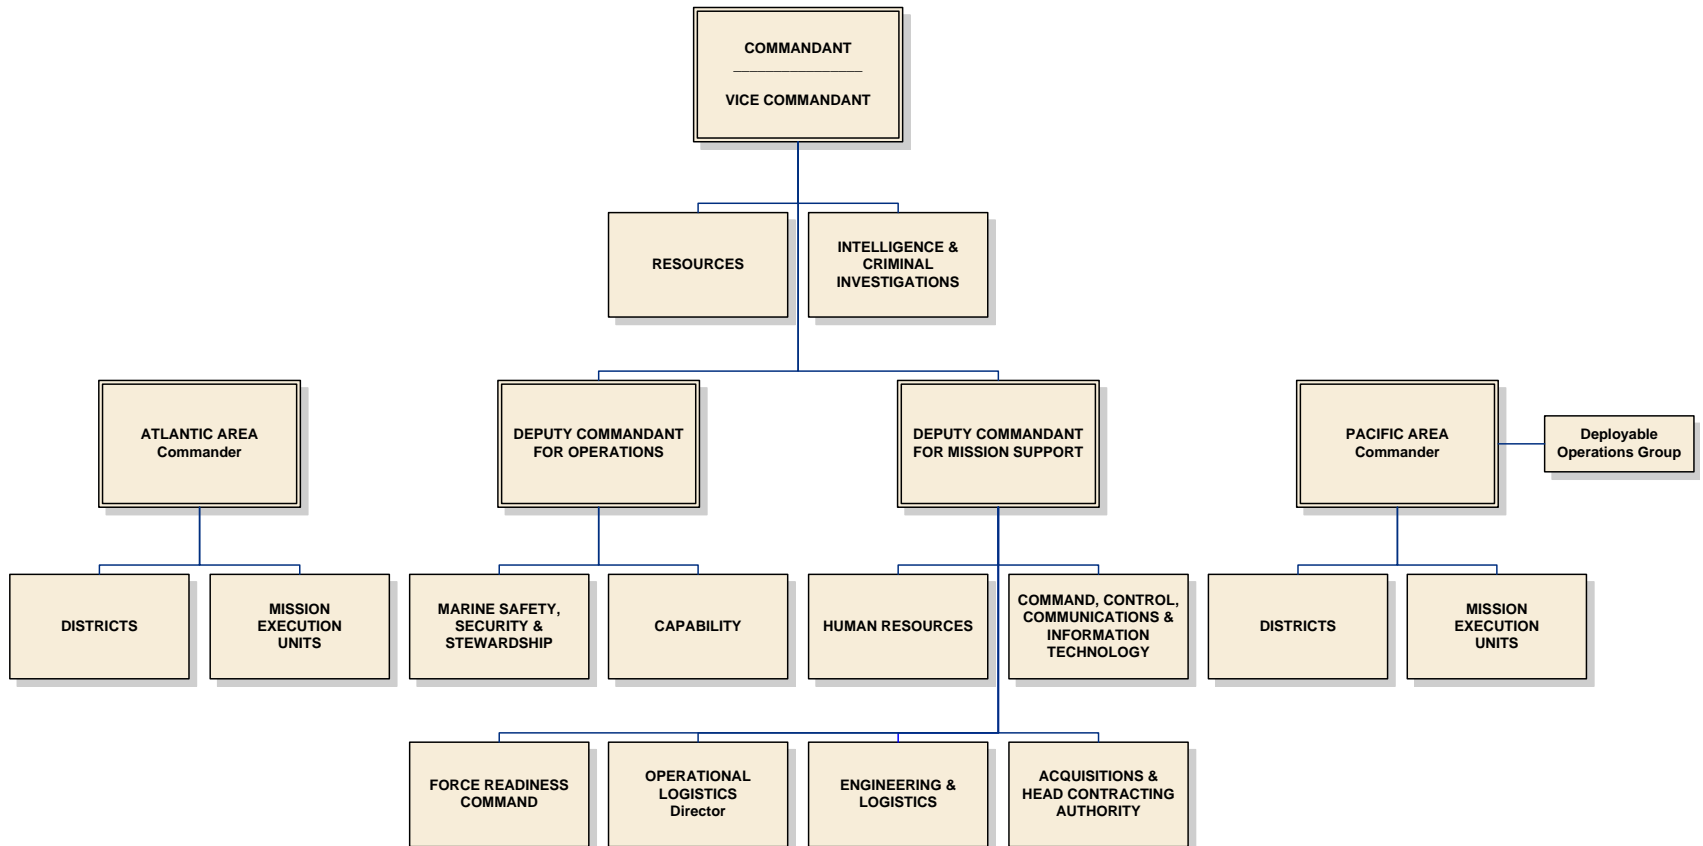 COMMANDANT
VICE COMMANDANT
RESOURCES
INTELLIGENCE &
CRIMINAL
INVESTIGATIONS
ATLANTIC AREA
Commander
DEPUTY COMMANDANT
FOR OPERATIONS
DEPUTY COMMANDANT
FOR MISSION SUPPORT
PACIFIC AREA
Commander
Deployable
Operations Group
DISTRICTS
MISSION
EXECUTION
UNITS
MARINE SAFETY,
SECURITY &
STEWARDSHIP
CAPABILITY
HUMAN RESOURCES
COMMAND, CONTROL,
COMMUNICATIONS &
INFORMATION
TECHNOLOGY
DISTRICTS
MISSION
EXECUTION
UNITS
FORCE READINESS
COMMAND
OPERATIONAL
LOGISTICS
Director
ENGINEERING &
LOGISTICS
ACQUISITIONS &
HEAD CONTRACTING
AUTHORITY